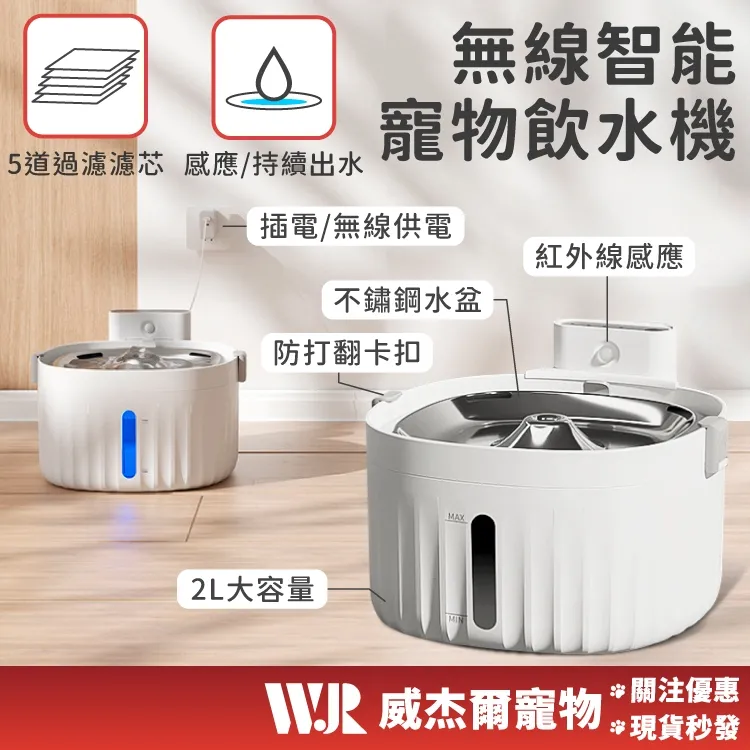 無線智能
寵物飲水機
5道過濾濾芯
感應/持續出水
插電/無線供電
紅外線感應
不鏽鋼水盆
防打翻卡扣
MAX
MIN
2L大容量
WJR 威杰爾寵物
關注優惠
現貨秒發